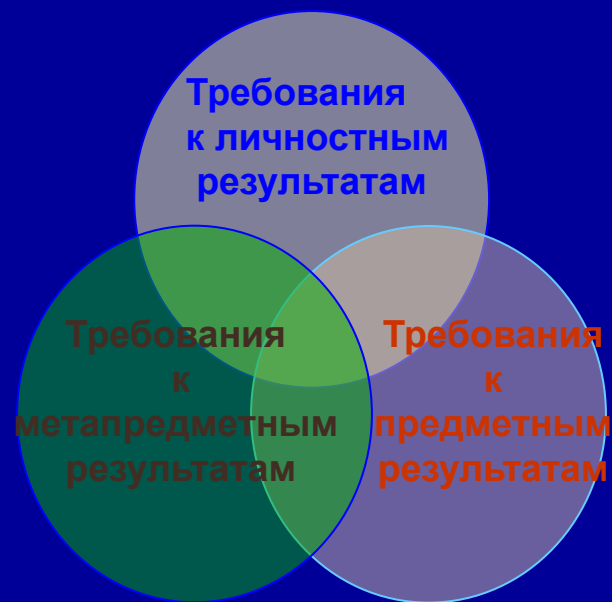 Требования
к личностным
результатам
Требования
к
метапредметным
результатам
Требования
к
предметным
результатам